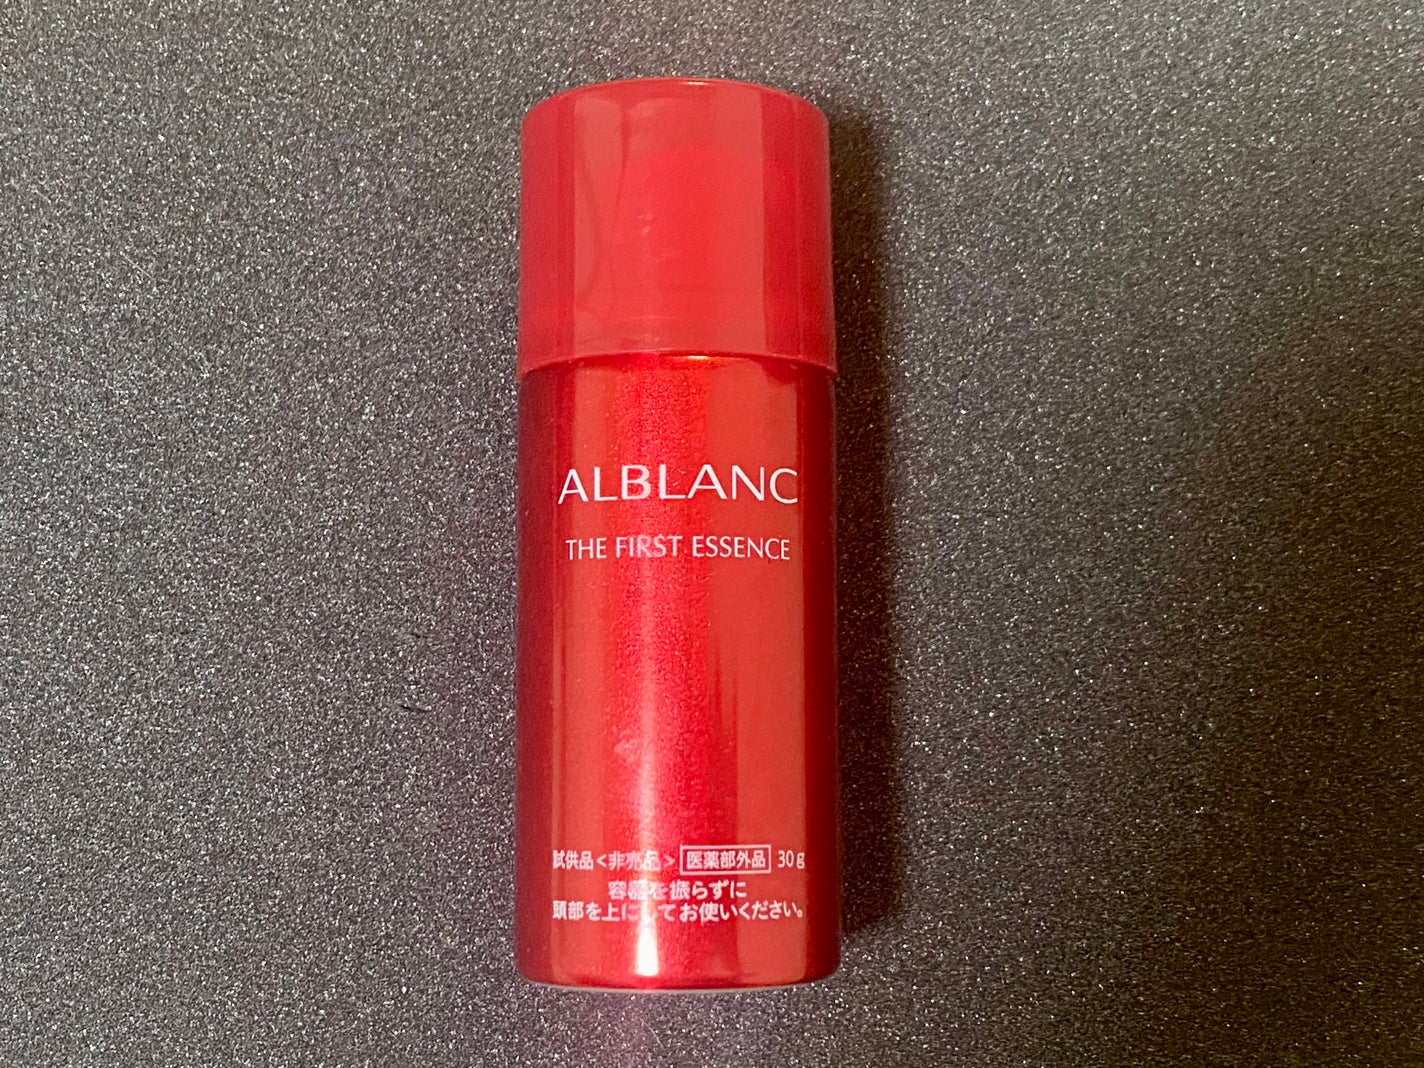 ALBLANC
THE FIRST ESSENCE
試供品<非売品> 医薬部外品 30g
容器を振らずに
頭部を上にしてお使いください。